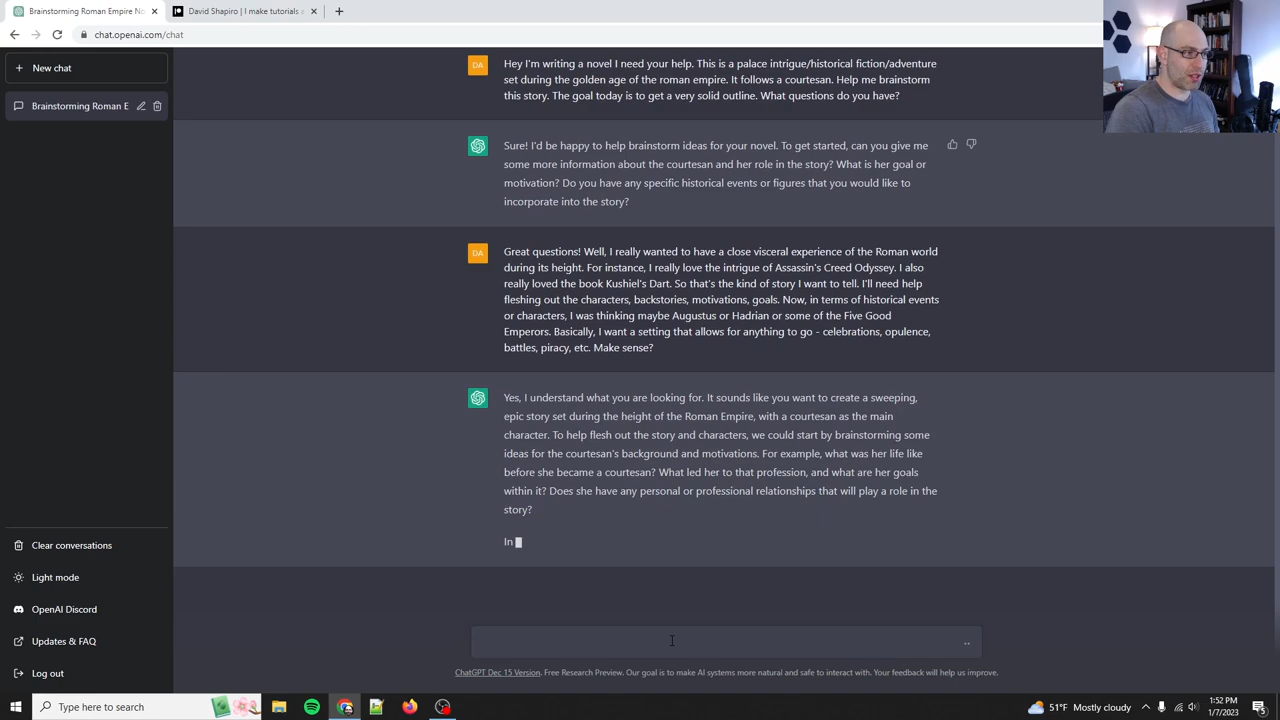 Brainstorming Roman Empire No
David Shapiro | I make tutorials a
chat.openai.com/chat
New chat
Brainstorming Roman E
Hey I'm writing a novel I need your help. This is a palace intrigue/historical fiction/adventure
set during the golden age of the roman empire. It follows a courtesan. Help me brainstorm
this story. The goal today is to get a very solid outline. What questions do you have?
DA
Sure! I'd be happy to help brainstorm ideas for your novel. To get started, can you give me
some more information about the courtesan and her role in the story? What is her goal or
motivation? Do you have any specific historical events or figures that you would like to
incorporate into the story?
DA
Great questions! Well, I really wanted to have a close visceral experience of the Roman world
during its height. For instance, I really love the intrigue of Assassin's Creed Odyssey. I also
really loved the book Kushiel's Dart. So that's the kind of story I want to tell. I'll need help
fleshing out the characters, backstories, motivations, goals. Now, in terms of historical events
or characters, I was thinking maybe Augustus or Hadrian or some of the Five Good
Emperors. Basically, I want a setting that allows for anything to go - celebrations, opulence,
battles, piracy, etc. Make sense?
Yes, I understand what you are looking for. It sounds like you want to create a sweeping,
epic story set during the height of the Roman Empire, with a courtesan as the main
character. To help flesh out the story and characters, we could start by brainstorming some
ideas for the courtesan's background and motivations. For example, what was her life like
before she became a courtesan? What led her to that profession, and what are her goals
within it? Does she have any personal or professional relationships that will play a role in the
story?
In
Clear conversations
Light mode
OpenAI Discord
Updates & FAQ
Log out
ChatGPT Dec 15 Version. Free Research Preview. Our goal is to make AI systems more natural and safe to interact with. Your feedback will help us improve.
Type here to search
51°F Mostly cloudy
1:52 PM
1/7/2023
5